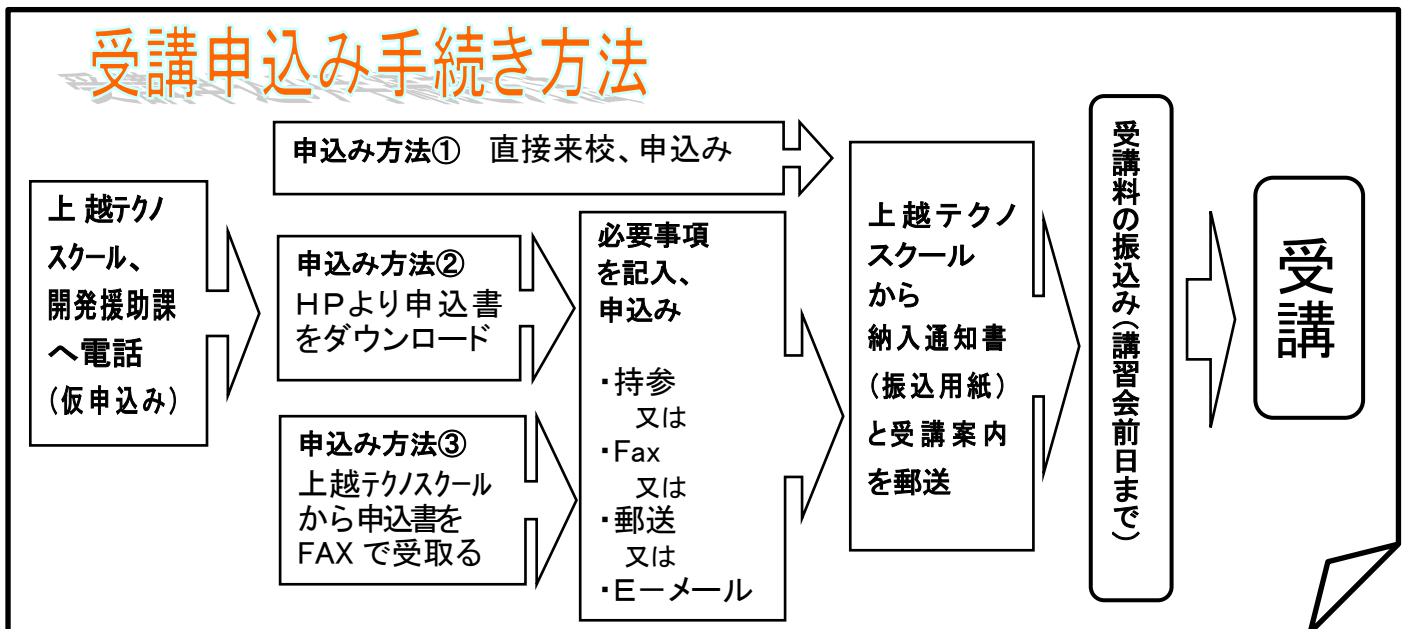 受講申込み手続き方法
上越テクノ
スクール、
開発援助課
へ電話
(仮申込み)
申込み方法① 直接来校、申込み
申込み方法②
HPより申込書
をダウンロード
申込み方法③
上越テクノスクール
から申込書を
FAXで受取る
必要事項
を記入、
申込み
・持参
又は
・Fax
又は
・郵送
又は
・E-メール
上越テクノ
スクール
から
納入通知書
(振込用紙)
と受講案内
を郵送
受講料の振込み(講習会前日まで)
受講